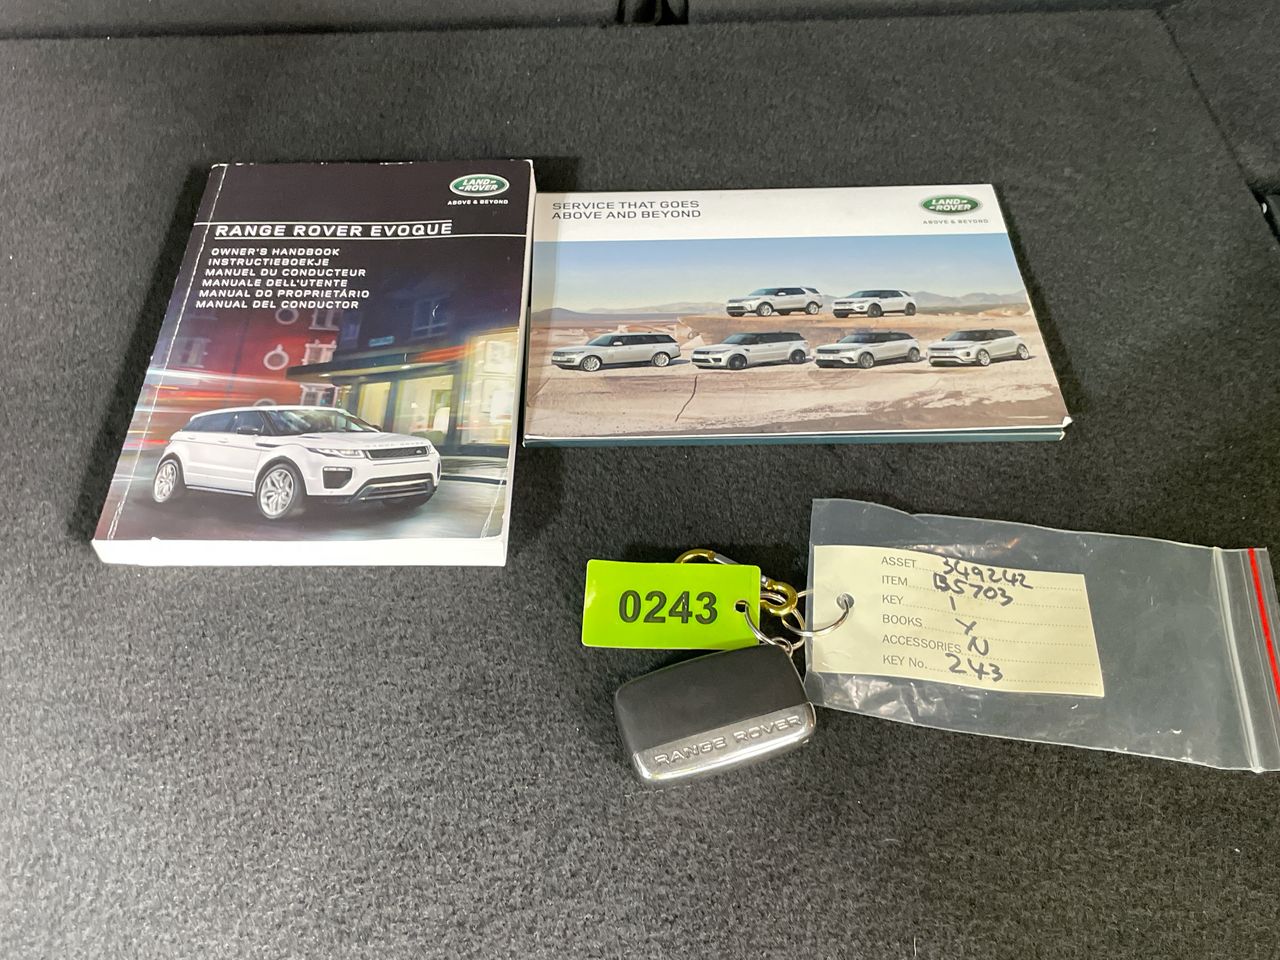 LAND-
-ROVER
ABOVE & BEYOND
RANGE ROVER EVOQUE
OWNER'S HANDBOOK
INSTRUCTIEBOEKJE
MANUEL DU CONDUCTEUR
MANUALE DELL'UTENTE
MANUAL DO PROPRIETÁRIO
MANUAL DEL CONDUCTOR
SERVICE THAT GOES
ABOVE AND BEYOND
LAND-
-ROVER
ABOVE & BEYOND
0243
RANGE ROVER
ASSET 349242
ITEM B5703
KEY 1
BOOKS Y
ACCESSORIES N
KEY No. 243